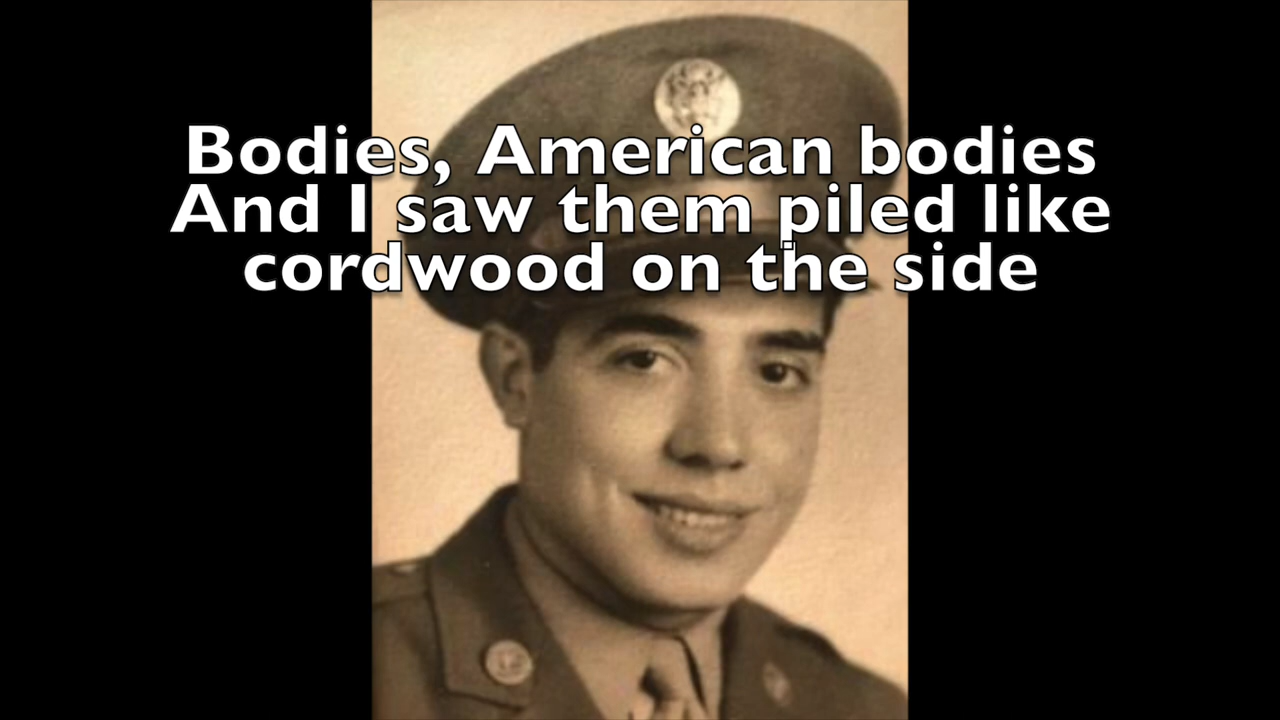 Bodies, American bodies
And I saw them piled like
cordwood on the side